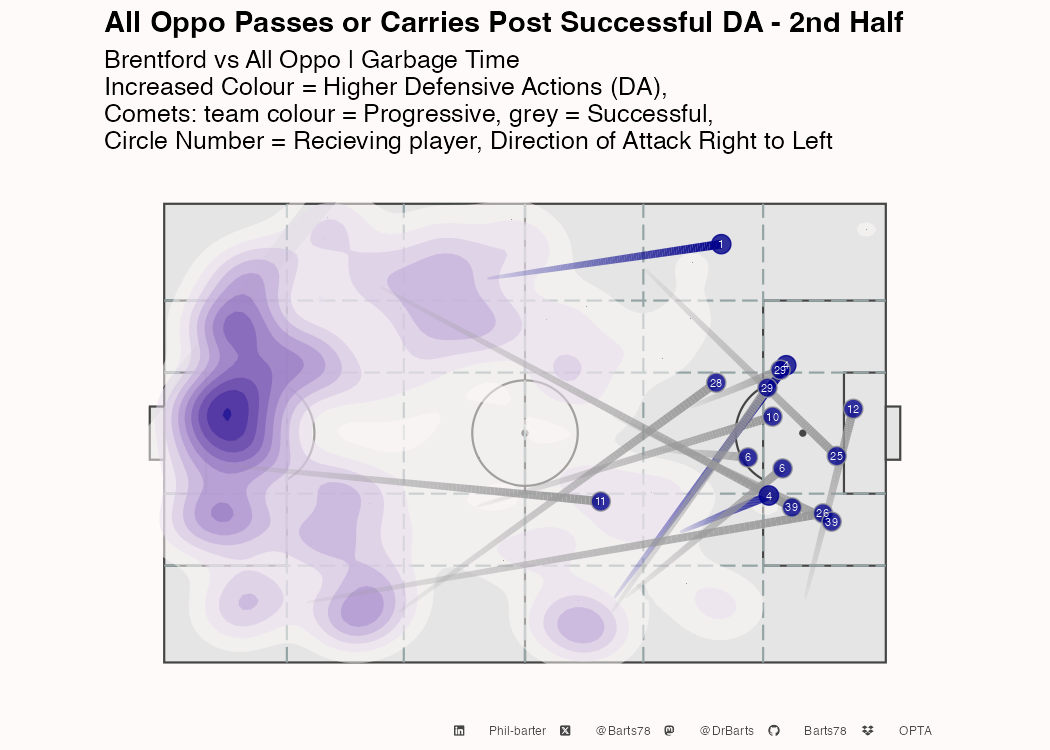 All Oppo Passes or Carries Post Successful DA - 2nd Half
Brentford vs All Oppo | Garbage Time
Increased Colour = Higher Defensive Actions (DA),
Comets: team colour = Progressive, grey = Successful,
Circle Number = Recieving player, Direction of Attack Right to Left
1
4
29
28
29
12
10
6
25
6
4
11
39
26
39
Phil-barter @Barts78 @DrBarts Barts78 OPTA